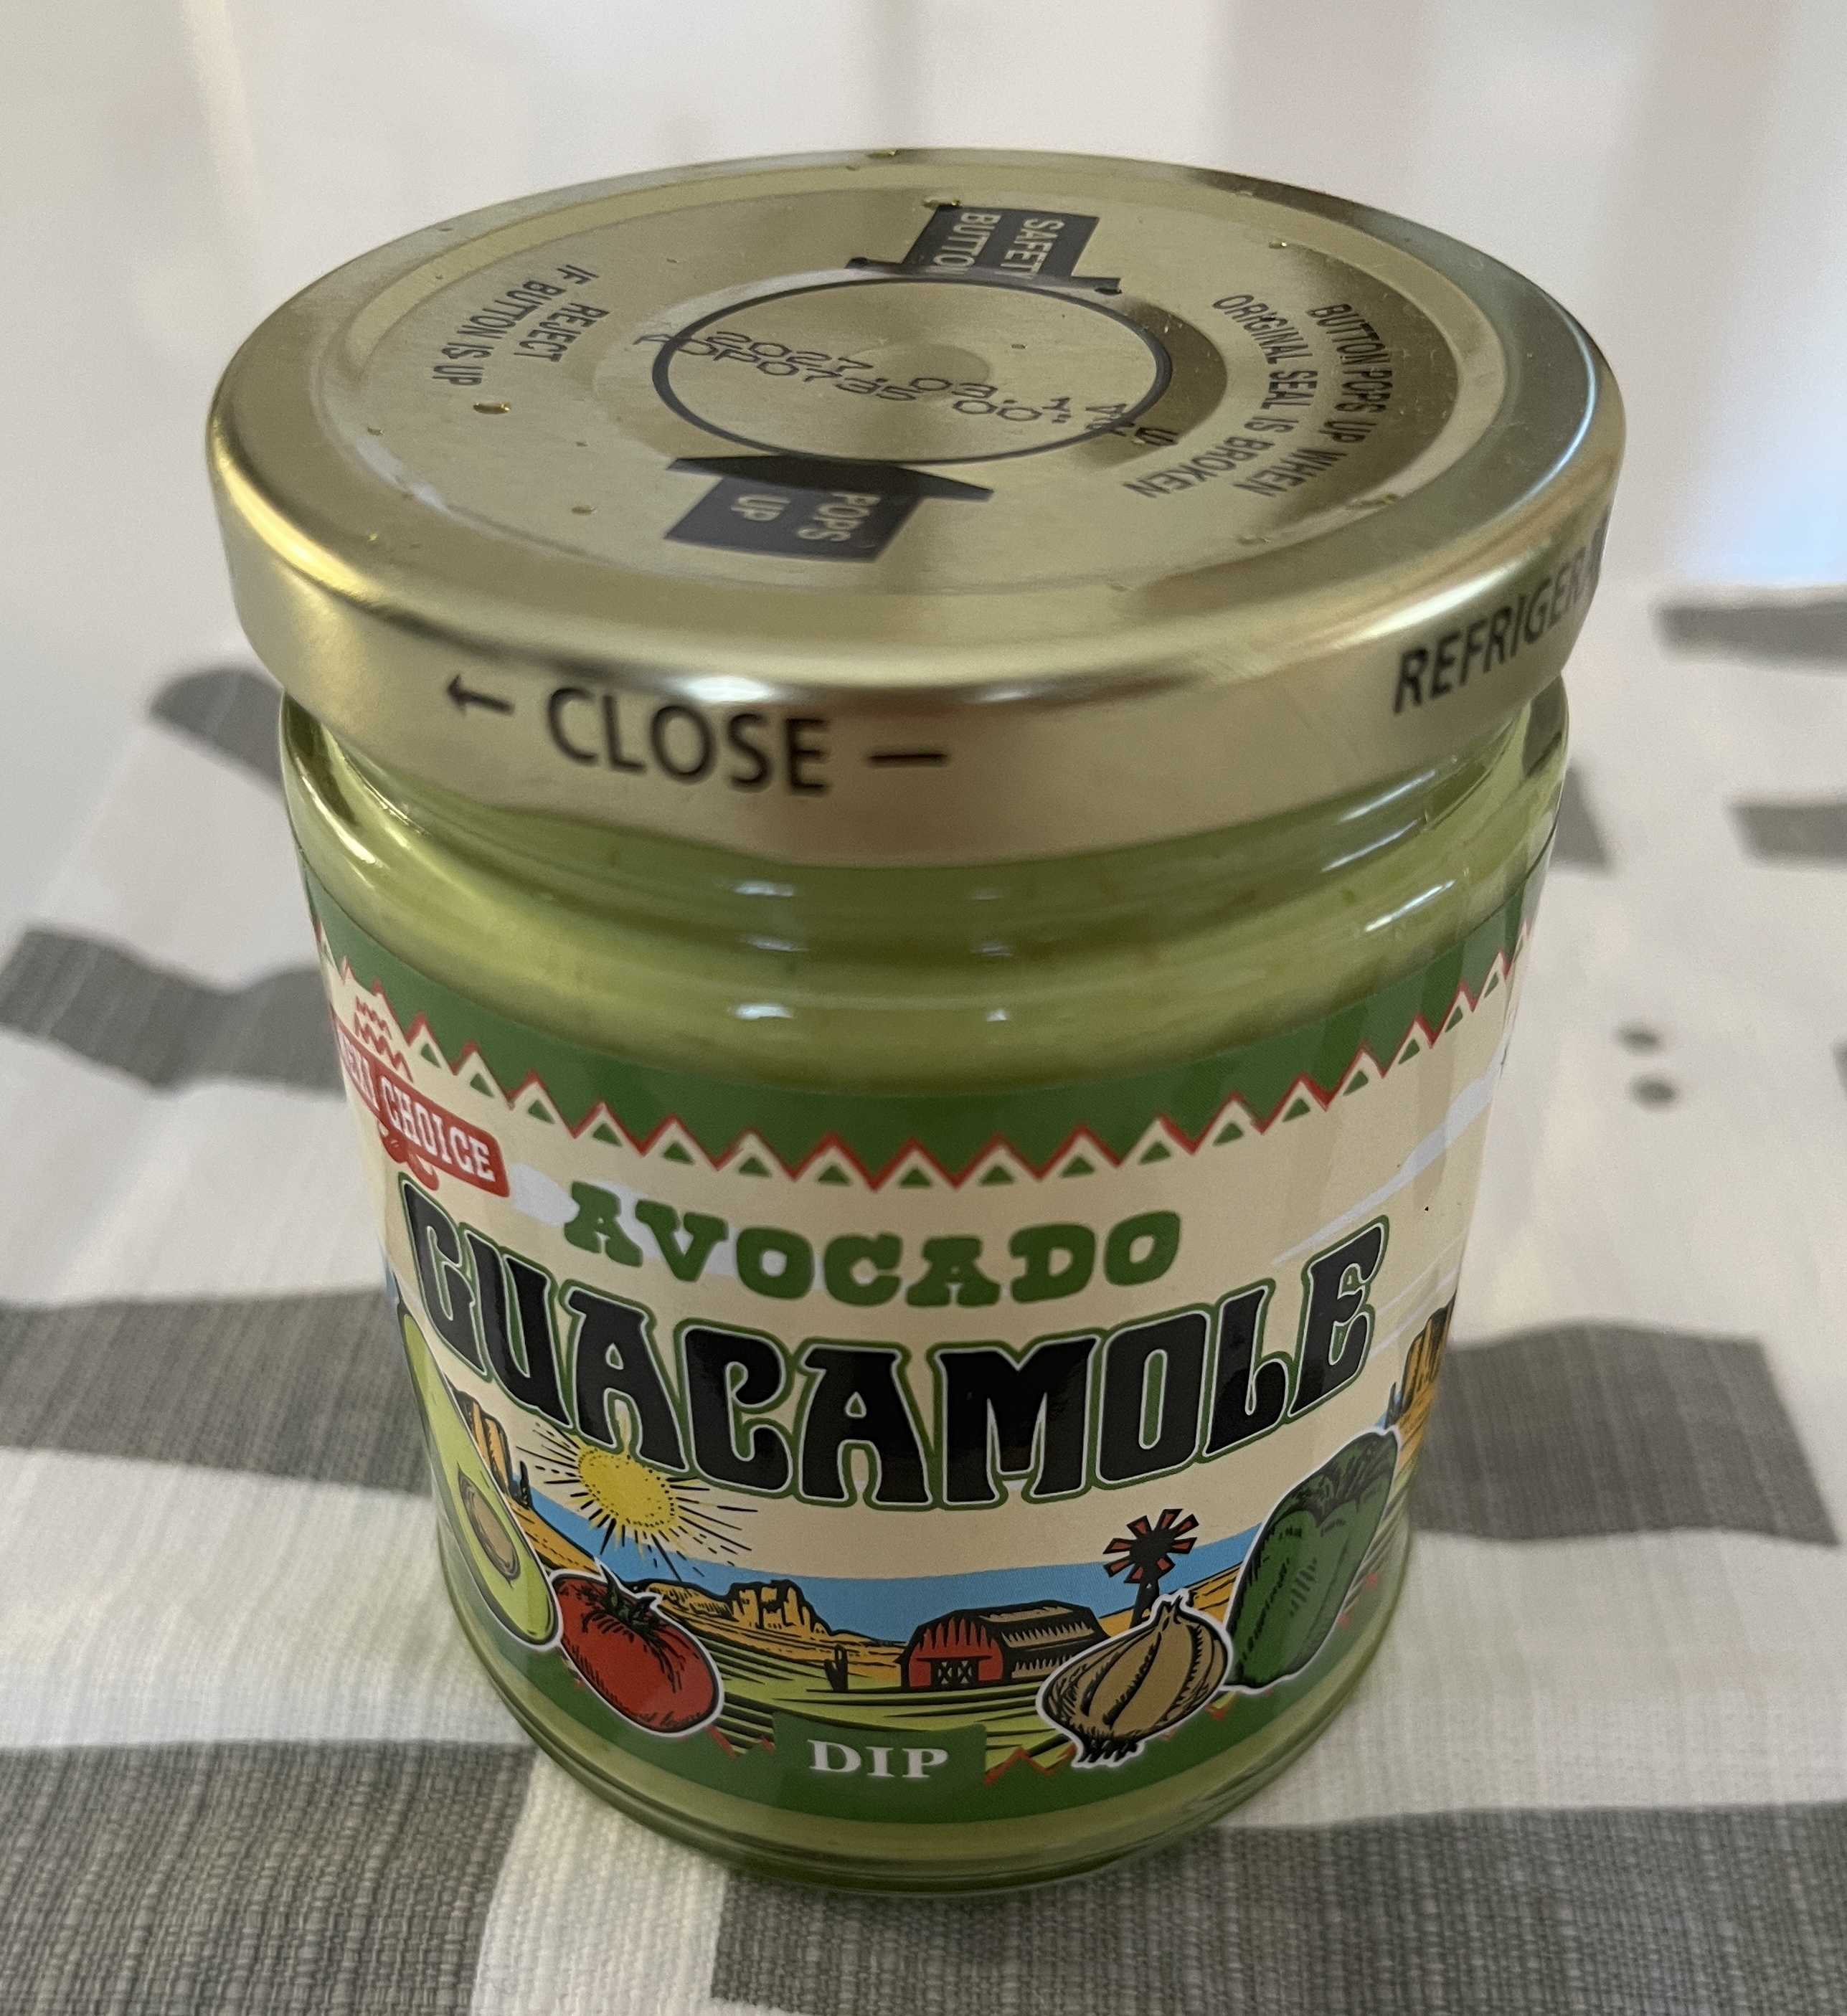 SAFETY
BUTTON
REJECT
IF BUTTON IS UP
BUTTON POPS UP WHEN
ORIGINAL SEAL IS BROKEN
POPS
UP
← CLOSE —
CHOICE
AVOCADO
GUACAMOLE
DIP